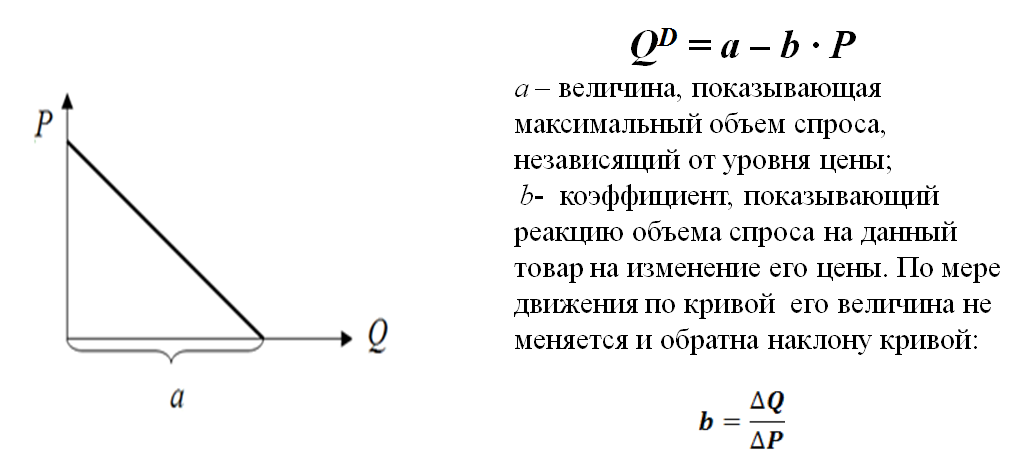 P
Q
a
Qᴰ = a – b · P
a – величина, показывающая
максимальный объем спроса,
независящий от уровня цены;
b- коэффициент, показывающий
реакцию объема спроса на данный
товар на изменение его цены. По мере
движения по кривой его величина не
меняется и обратна наклону кривой:
b = ΔQ
ΔP